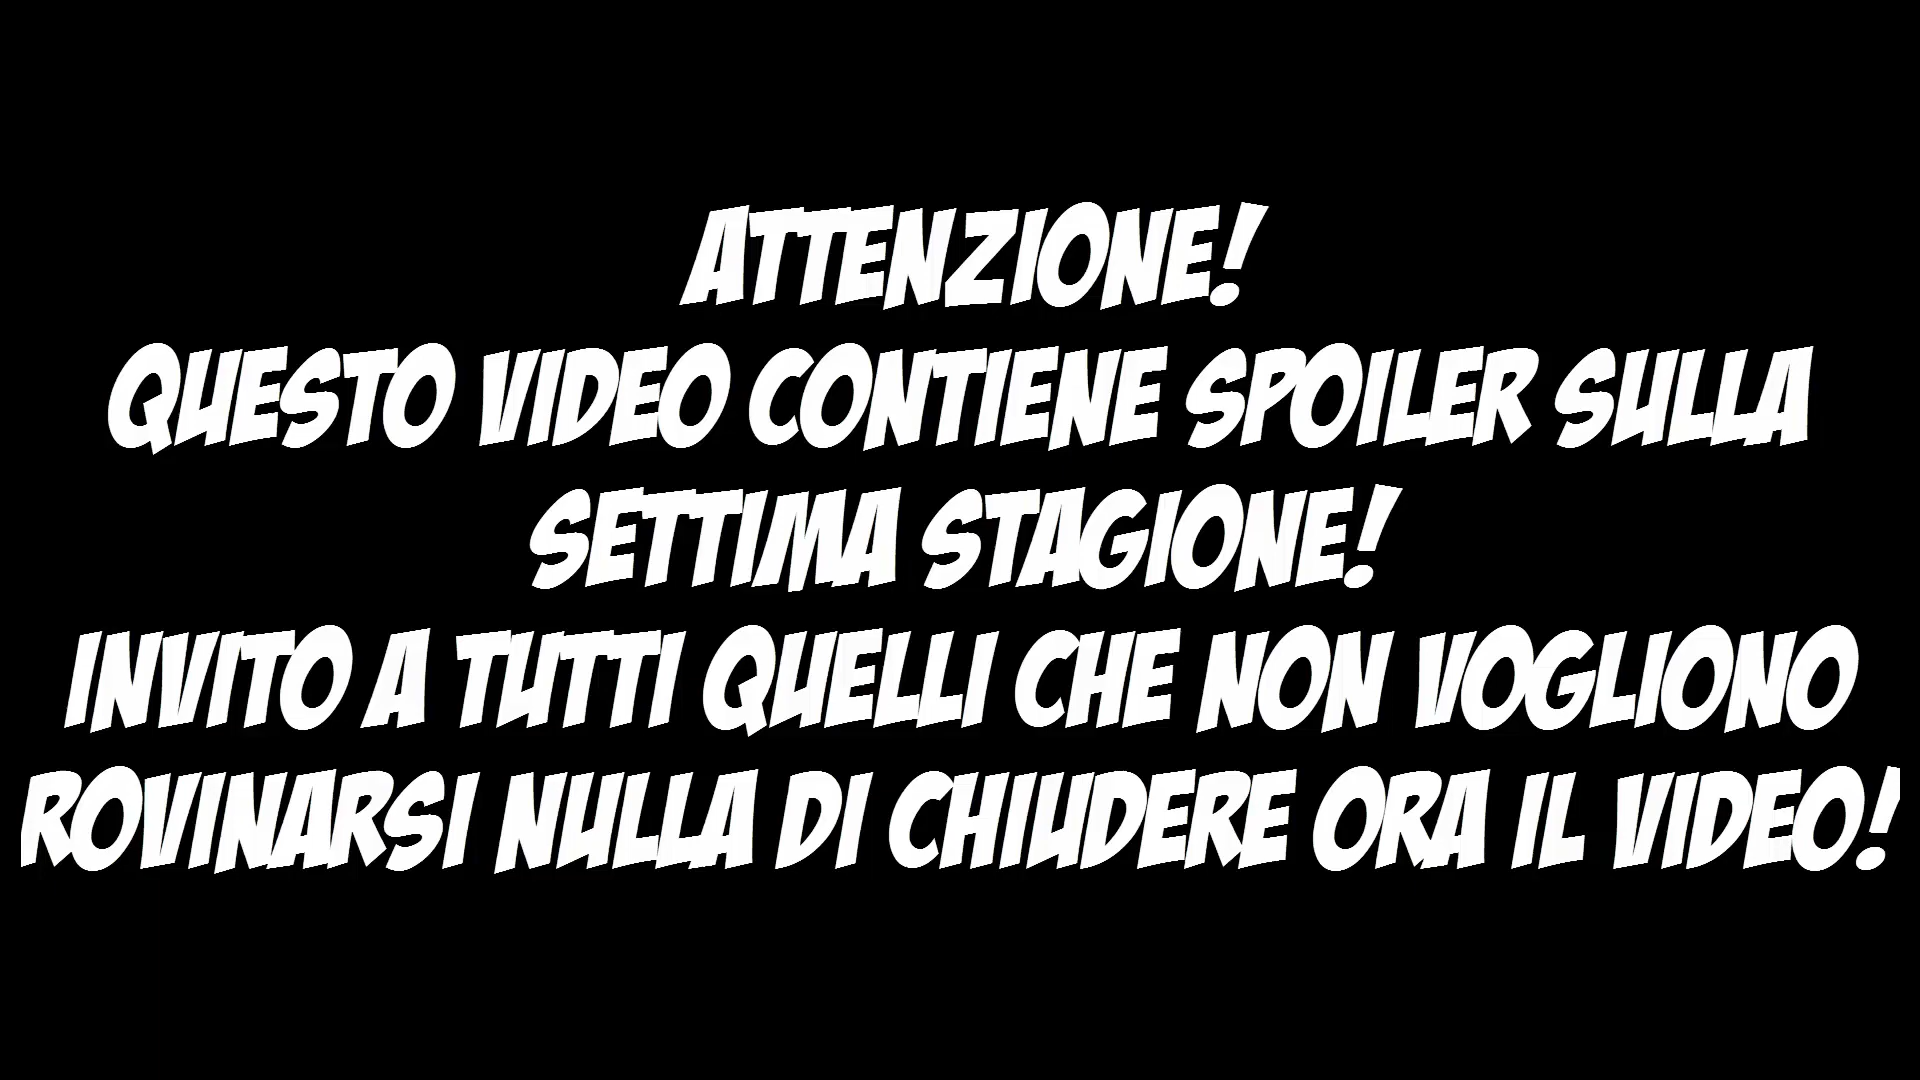 ATTENZIONE!
QUESTO VIDEO CONTIENE SPOILER SULLA
SETTIMA STAGIONE!
INVITO A TUTTI QUELLI CHE NON VOGLIONO
ROVINARSI NULLA DI CHIUDERE ORA IL VIDEO!